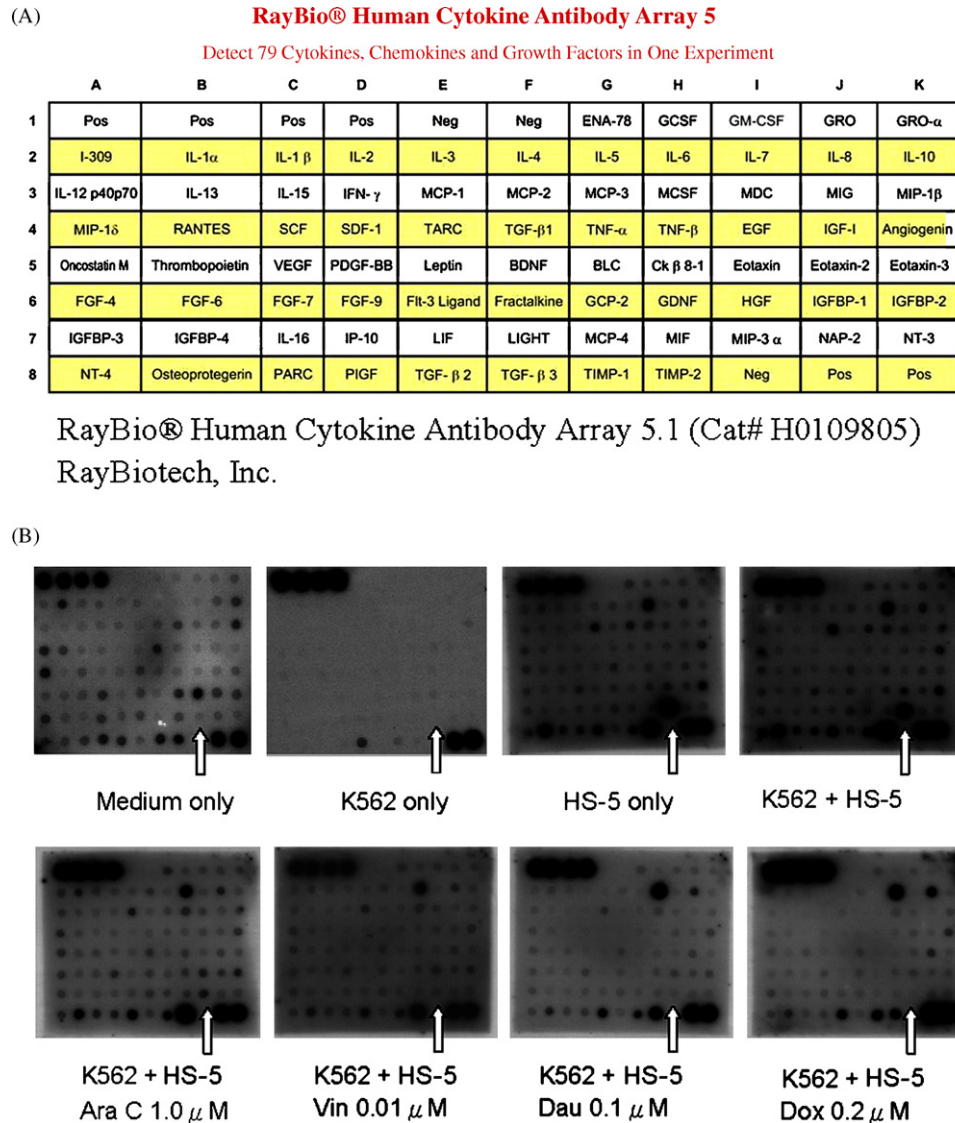 (A)
RayBio® Human Cytokine Antibody Array 5
Detect 79 Cytokines, Chemokines and Growth Factors in One Experiment
A B C D E F G H I J K
1 Pos Pos Pos Pos Neg Neg ENA-78 GCSF GM-CSF GRO GRO-α
2 I-309 IL-1α IL-1 β IL-2 IL-3 IL-4 IL-5 IL-6 IL-7 IL-8 IL-10
3 IL-12 p40p70 IL-13 IL-15 IFN- γ MCP-1 MCP-2 MCP-3 MCSF MDC MIG MIP-1β
4 MIP-1δ RANTES SCF SDF-1 TARC TGF-β1 TNF-α TNF-β EGF IGF-I Angiogenin
5 Oncostatin M Thrombopoietin VEGF PDGF-BB Leptin BDNF BLC Ck β 8-1 Eotaxin Eotaxin-2 Eotaxin-3
6 FGF-4 FGF-6 FGF-7 FGF-9 Flt-3 Ligand Fractalkine GCP-2 GDNF HGF IGFBP-1 IGFBP-2
7 IGFBP-3 IGFBP-4 IL-16 IP-10 LIF LIGHT MCP-4 MIF MIP-3 α NAP-2 NT-3
8 NT-4 Osteoprotegerin PARC PIGF TGF- β 2 TGF- β 3 TIMP-1 TIMP-2 Neg Pos Pos
RayBio® Human Cytokine Antibody Array 5.1 (Cat# H0109805)
RayBiotech, Inc.
(B)
Medium only K562 only HS-5 only K562 + HS-5
K562 + HS-5 K562 + HS-5 K562 + HS-5 K562 + HS-5
Ara C 1.0 μ M Vin 0.01 μ M Dau 0.1 μ M Dox 0.2 μ M